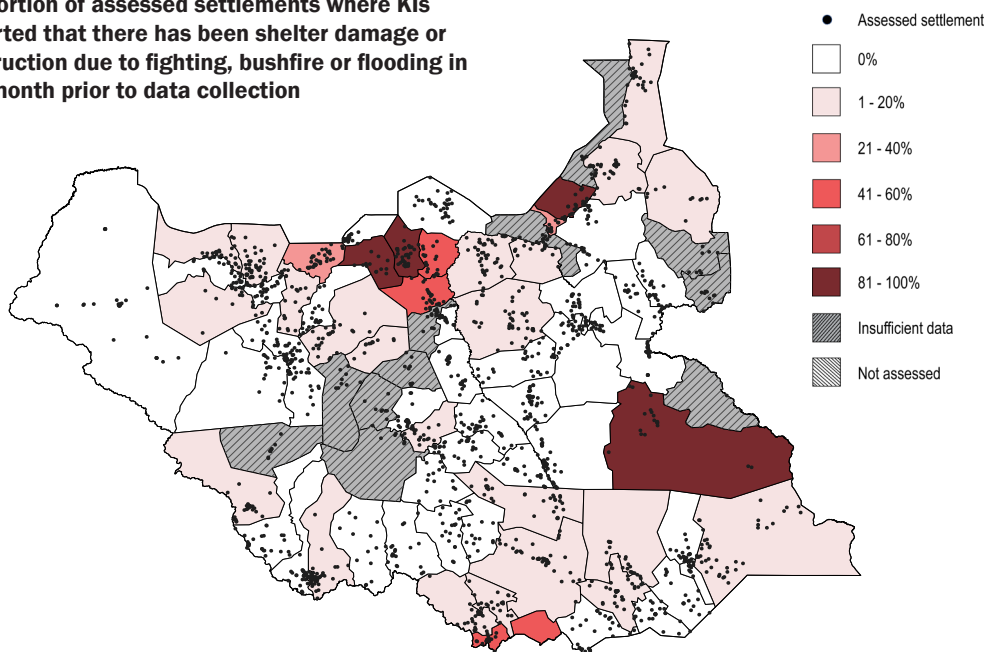 ortion of assessed settlements where KIs
rted that there has been shelter damage or
ruction due to fighting, bushfire or flooding in
month prior to data collection
Assessed settlement
0%
1 - 20%
21 - 40%
41 - 60%
61 - 80%
81 - 100%
Insufficient data
Not assessed